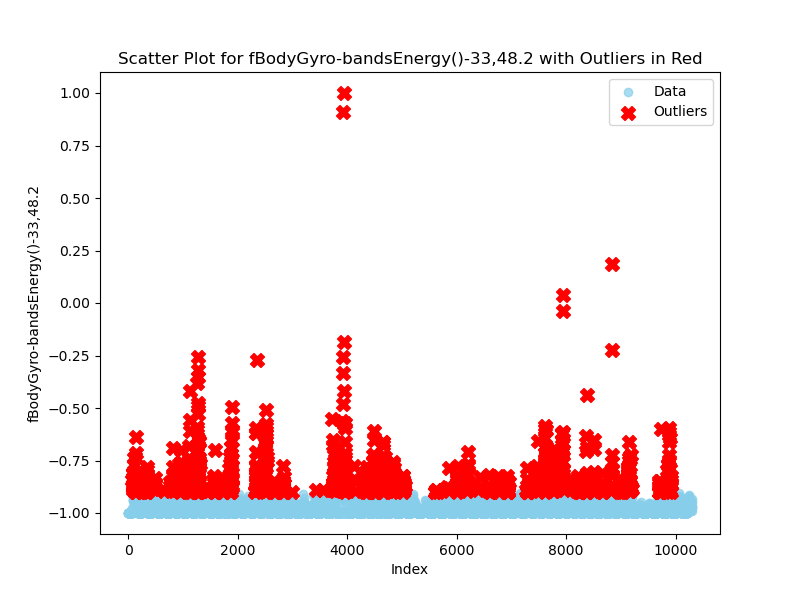 Scatter Plot for fBodyGyro-bandsEnergy()-33,48.2 with Outliers in Red
Data
Outliers
fBodyGyro-bandsEnergy()-33,48.2
1.00
0.75
0.50
0.25
0.00
−0.25
−0.50
−0.75
−1.00
0 2000 4000 6000 8000 10000
Index